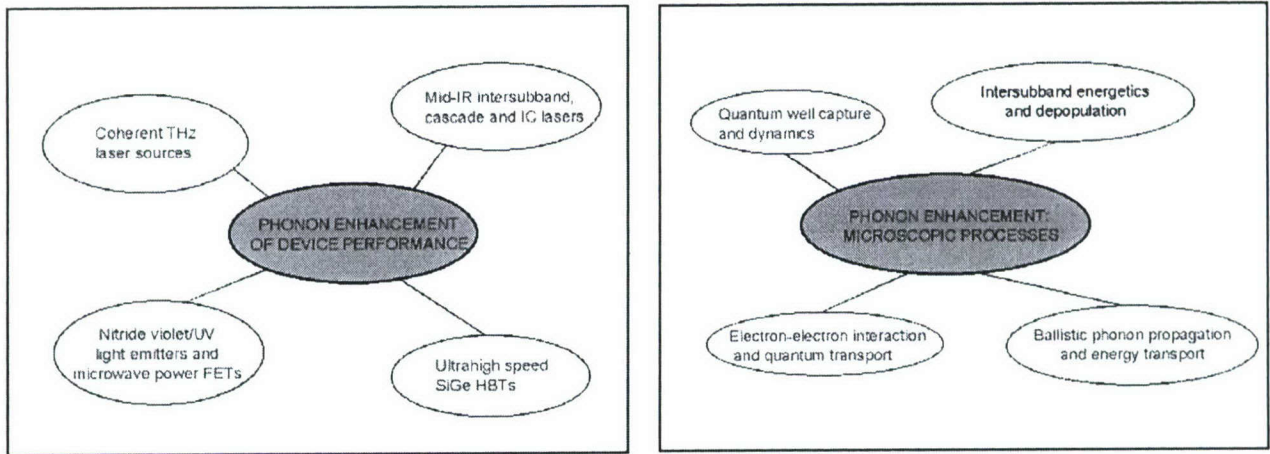 Coherent THz
laser sources
Mid-IR intersubband,
cascade and IC lasers
PHONON ENHANCEMENT
OF DEVICE PERFORMANCE
Nitride violet/UV
light emitters and
microwave power FETs
Ultrahigh speed
SiGe HBTs
Quantum well capture
and dynamics
Intersubband energetics
and depopulation
PHONON ENHANCEMENT:
MICROSCOPIC PROCESSES
Electron-electron interaction
and quantum transport
Ballistic phonon propagation
and energy transport